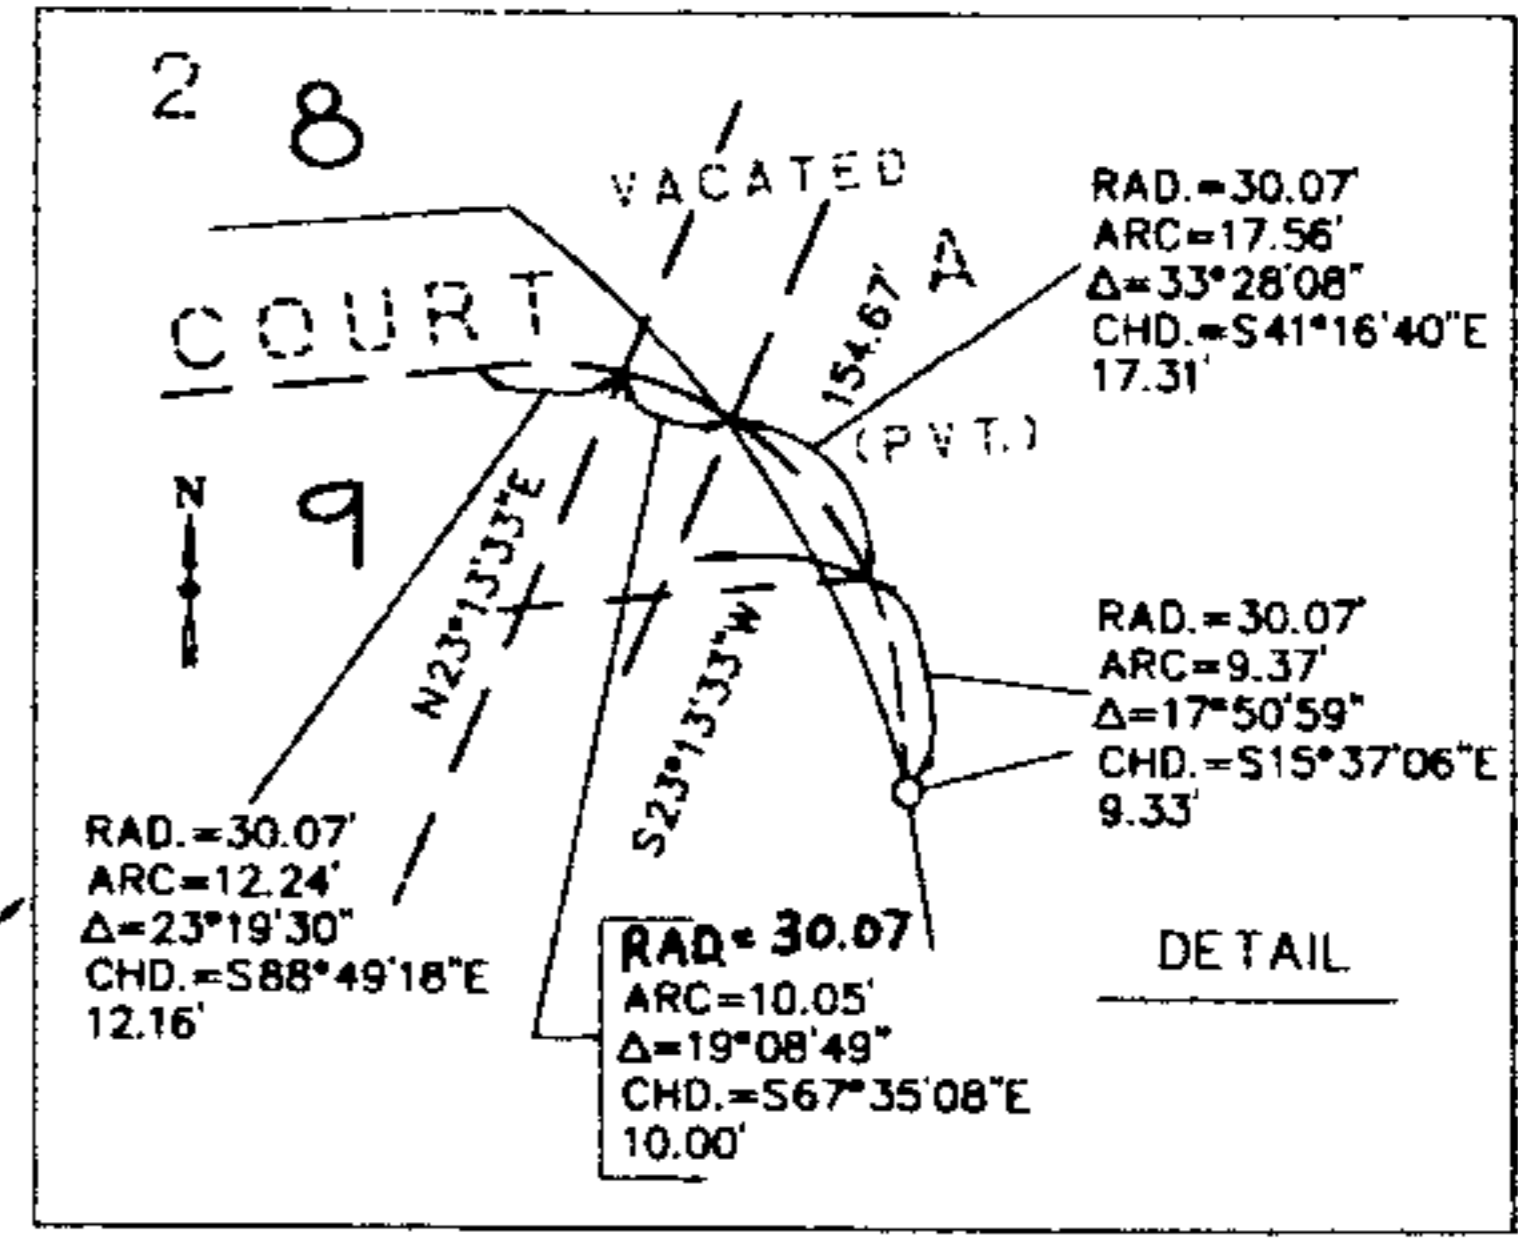 2
8
VACATED
RAD.=30.07'
ARC=17.56'
Δ=33°28'08"
CHD.=S41°16'40"E
17.31'
A
154.67'
COURT
(PVT.)
N
9
N23°13'33"E
S23°13'33"W
RAD.=30.07'
ARC=9.37'
Δ=17°50'59"
CHD.=S15°37'06"E
9.33'
RAD.=30.07'
ARC=12.24'
Δ=23°19'30"
CHD.=S88°49'18"E
12.16'
RAD=30.07
ARC=10.05'
Δ=19°08'49"
CHD.=S67°35'08"E
10.00'
DETAIL